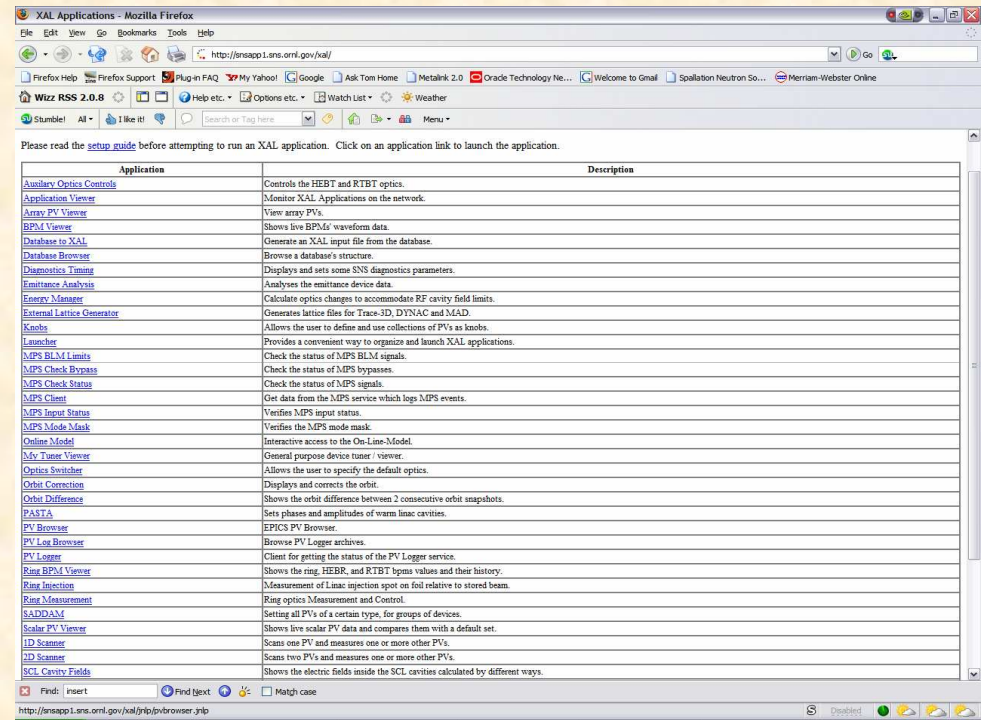 XAL Applications - Mozilla Firefox
File Edit View Go Bookmarks Tools Help
http://snsapp1.sns.ornl.gov/xal/ Go
Firefox Help Firefox Support Plug-in FAQ My Yahoo! Google Ask Tom Home Metalink 2.0 Oracle Technology Ne... Welcome to Gmail Spallation Neutron So... Merriam-Webster Online
Wizz RSS 2.0.8 Help etc. Options etc. Watch List Weather
Stumble! All I like it! Search or Tag here Menu
Please read the setup guide before attempting to run an XAL application. Click on an application link to launch the application.
Application Description
Auxilary Optics Controls Controls the HEBT and RTBT optics.
Application Viewer Monitor XAL Applications on the network.
Array PV Viewer View array PVs.
BPM Viewer Shows live BPMs' waveform data.
Database to XAL Generate an XAL input file from the database.
Database Browser Browse a database's structure.
Diagnostics Timing Displays and sets some SNS diagnostics parameters.
Emittance Analysis Analyses the emittance device data.
Energy Manager Calculate optics changes to accommodate RF cavity field limits.
External Lattice Generator Generates lattice files for Trace-3D, DYNAC and MAD.
Knobs Allows the user to define and use collections of PVs as knobs.
Launcher Provides a convenient way to organize and launch XAL applications.
MPS BLM Limits Check the status of MPS BLM signals.
MPS Check Bypass Check the status of MPS bypasses.
MPS Check Status Check the status of MPS signals.
MPS Client Get data from the MPS service which logs MPS events.
MPS Input Status Verifies MPS input status.
MPS Mode Mask Verifies the MPS mode mask.
Online Model Interactive access to the On-Line-Model.
My Tuner Viewer General purpose device tuner / viewer.
Optics Switcher Allows the user to specify the default optics.
Orbit Correction Displays and corrects the orbit.
Orbit Difference Shows the orbit difference between 2 consecutive orbit snapshots.
PASTA Sets phases and amplitudes of warm linac cavities.
PV Browser EPICS PV Browser.
PV Log Browser Browse PV Logger archives.
PV Logger Client for getting the status of the PV Logger service.
Ring BPM Viewer Shows the ring, HEBR, and RTBT bpms values and their history.
Ring Injection Measurement of Linac injection spot on foil relative to stored beam.
Ring Measurement Ring optics Measurement and Control.
SADDAM Setting all PVs of a certain type, for groups of devices.
Scalar PV Viewer Shows live scalar PV data and compares them with a default set.
1D Scanner Scans one PV and measures one or more other PVs.
2D Scanner Scans two PVs and measures one or more other PVs.
SCL Cavity Fields Shows the electric fields inside the SCL cavities calculated by different ways.
Find: insert Find Next Match case
http://snsapp1.sns.ornl.gov/xal/jnlp/pvbrowser.jnlp S Disabled